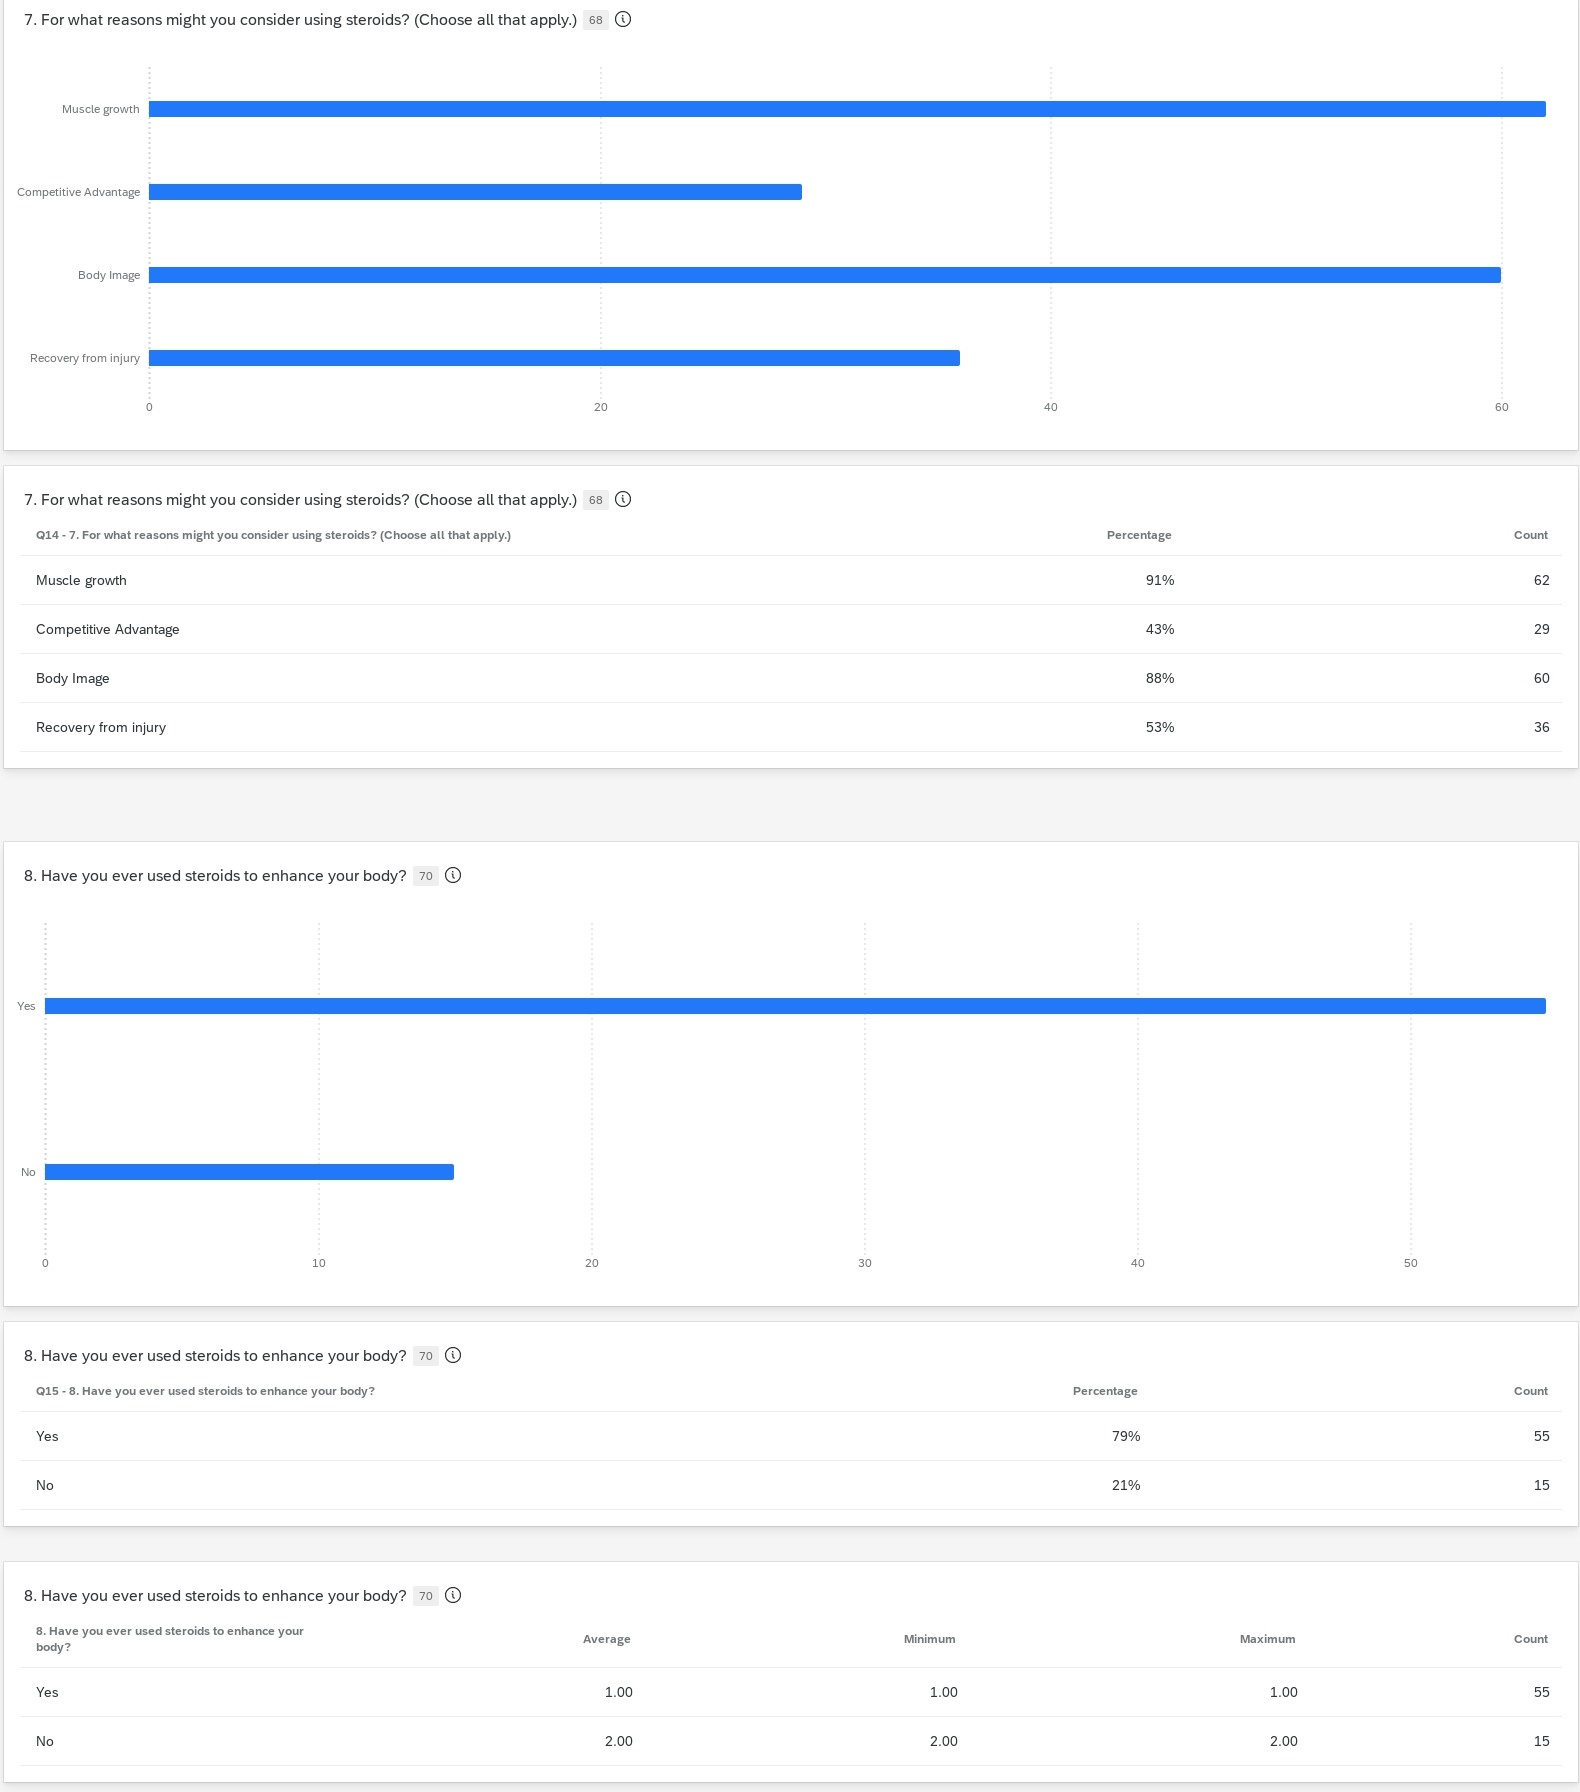 7. For what reasons might you consider using steroids? (Choose all that apply.) 68
Muscle growth
Competitive Advantage
Body Image
Recovery from injury
0 20 40 60
7. For what reasons might you consider using steroids? (Choose all that apply.) 68
Q14 - 7. For what reasons might you consider using steroids? (Choose all that apply.) Percentage Count
Muscle growth 91% 62
Competitive Advantage 43% 29
Body Image 88% 60
Recovery from injury 53% 36
8. Have you ever used steroids to enhance your body? 70
Yes
No
0 10 20 30 40 50
8. Have you ever used steroids to enhance your body? 70
Q15 - 8. Have you ever used steroids to enhance your body? Percentage Count
Yes 79% 55
No 21% 15
8. Have you ever used steroids to enhance your body? 70
8. Have you ever used steroids to enhance your
body? Average Minimum Maximum Count
Yes 1.00 1.00 1.00 55
No 2.00 2.00 2.00 15